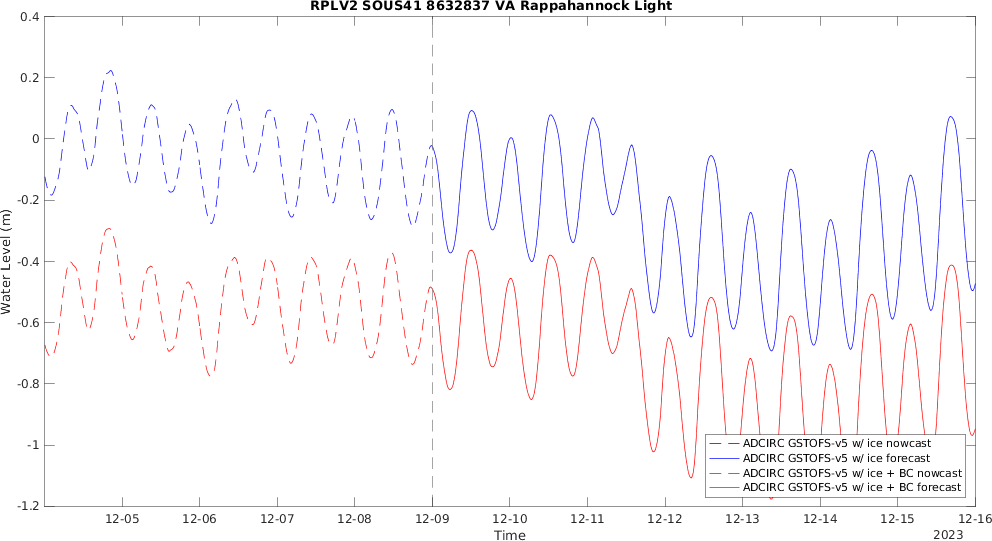 RPLV2 SOUS41 8632837 VA Rappahannock Light
0.4
0.2
0
-0.2
-0.4
-0.6
-0.8
-1
-1.2
Water Level (m)
ADCIRC GSTOFS-v5 w/ ice nowcast
ADCIRC GSTOFS-v5 w/ ice forecast
ADCIRC GSTOFS-v5 w/ ice + BC nowcast
ADCIRC GSTOFS-v5 w/ ice + BC forecast
12-05 12-06 12-07 12-08 12-09 12-10 12-11 12-12 12-13 12-14 12-15 12-16
Time
2023